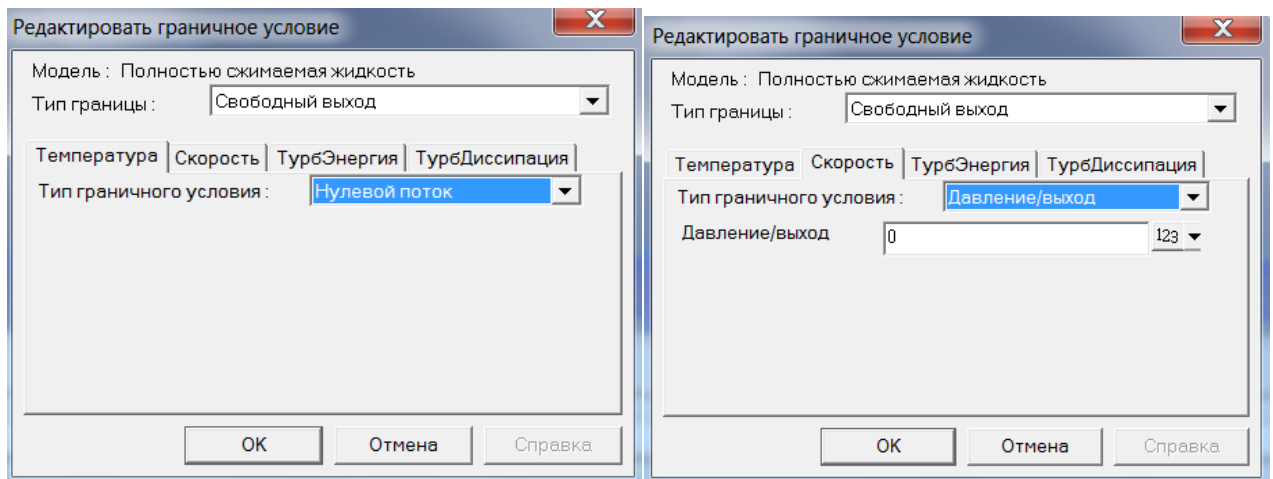 Редактировать граничное условие
X
Модель : Полностью сжимаемая жидкость
Тип границы :
Свободный выход
Температура
Скорость
ТурбЭнергия
ТурбДиссипация
Тип граничного условия :
Нулевой поток
OK
Отмена
Справка
Редактировать граничное условие
X
Модель : Полностью сжимаемая жидкость
Тип границы :
Свободный выход
Температура
Скорость
ТурбЭнергия
ТурбДиссипация
Тип граничного условия :
Давление/выход
Давление/выход
0
123
OK
Отмена
Справка